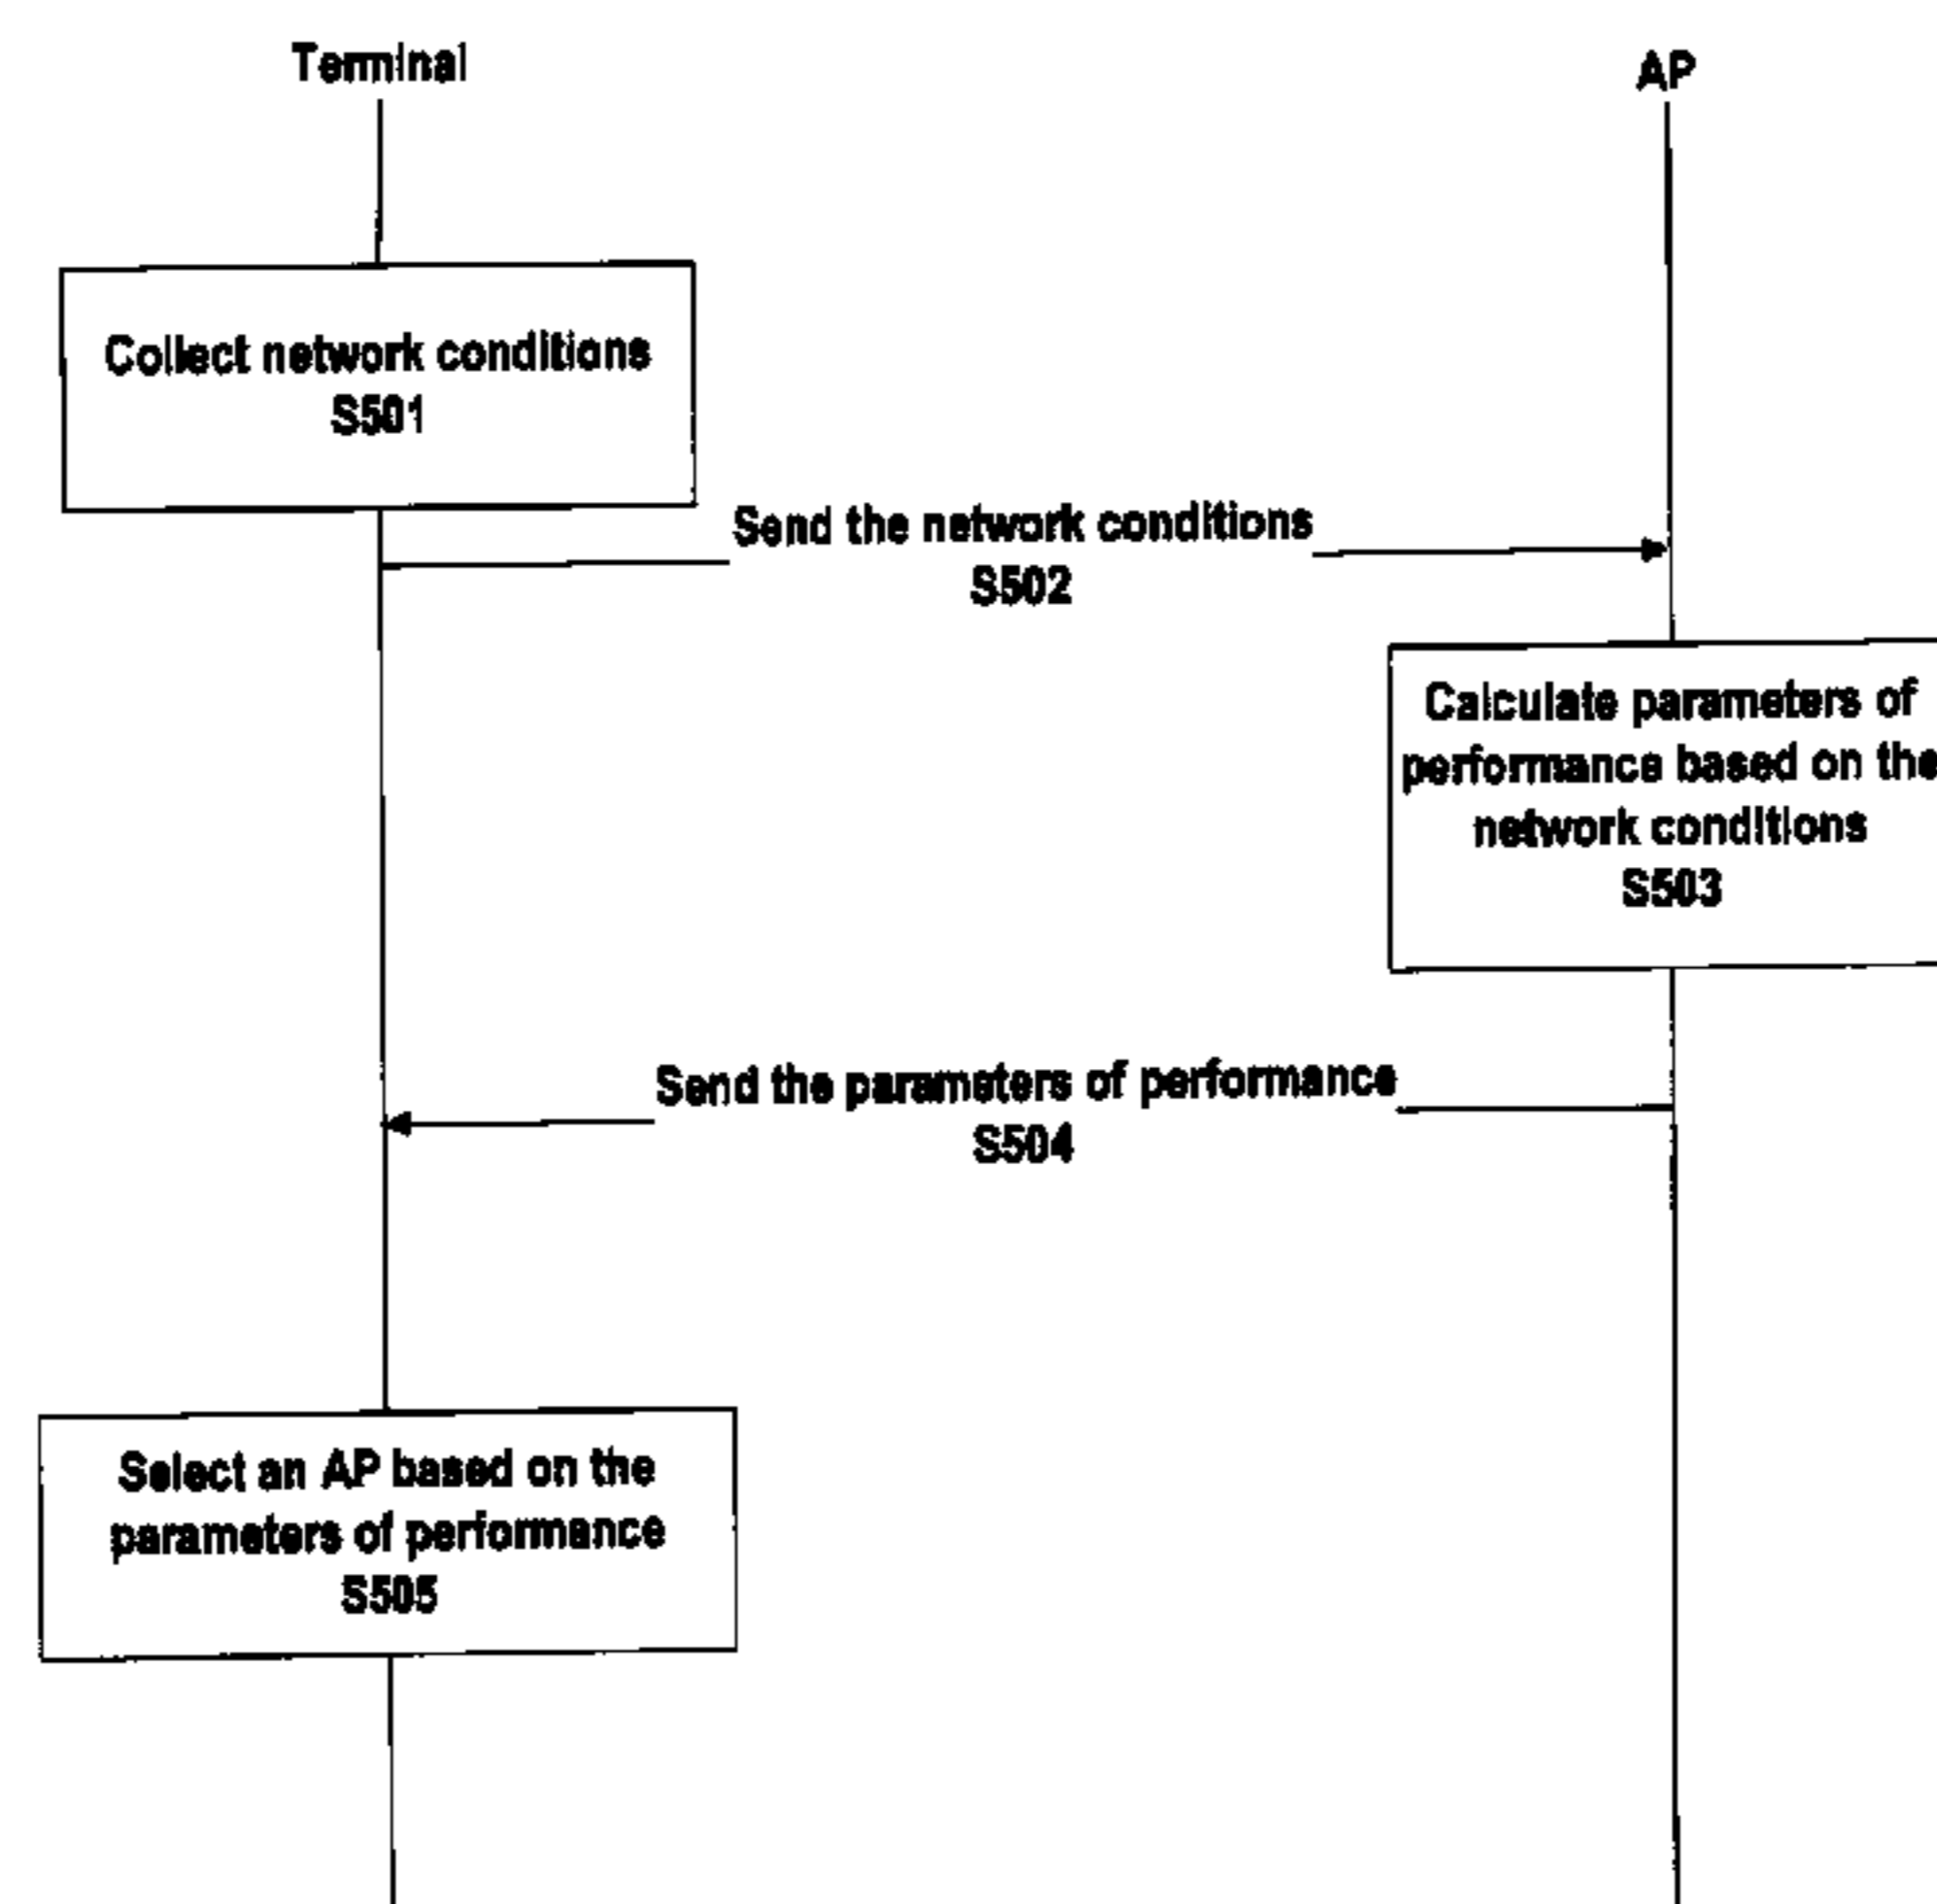 Terminal
AP
Collect network conditions
S501
Send the network conditions
S502
Calculate parameters of
performance based on the
network conditions
S503
Send the parameters of performance
S504
Select an AP based on the
parameters of performance
S505